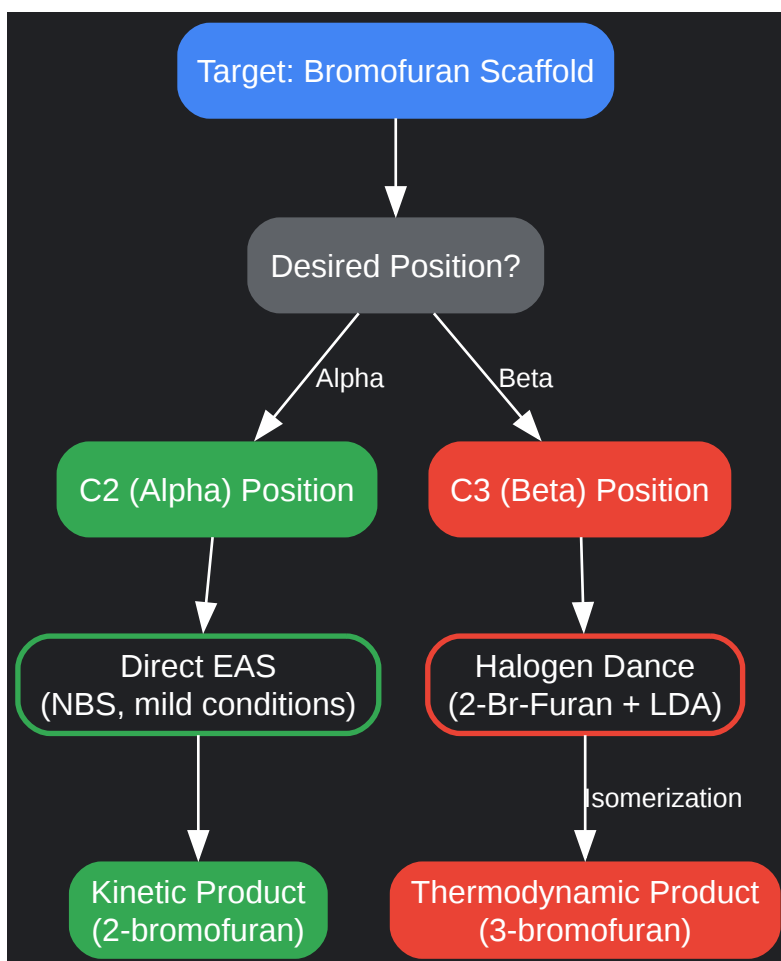 Target: Bromofuran Scaffold
Desired Position?
Alpha
Beta
C2 (Alpha) Position
C3 (Beta) Position
Direct EAS
(NBS, mild conditions)
Halogen Dance
(2-Br-Furan + LDA)
Isomerization
Kinetic Product
(2-bromofuran)
Thermodynamic Product
(3-bromofuran)